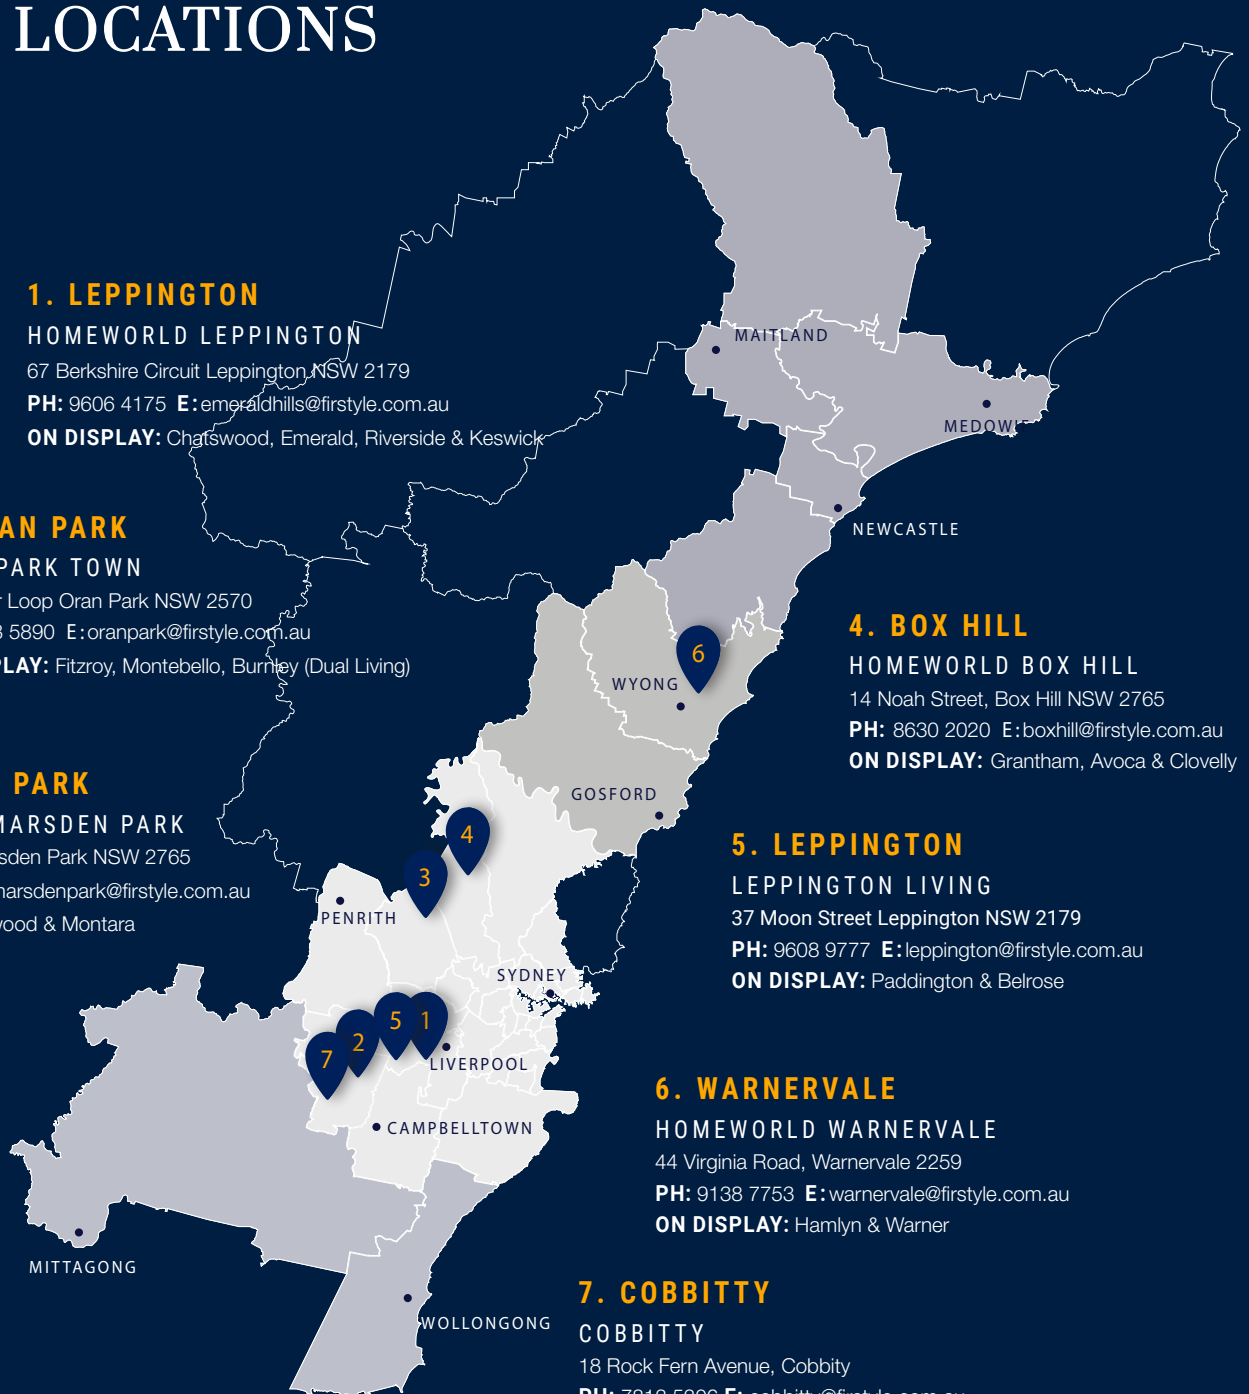 LOCATIONS
1. LEPPINGTON
HOMEWORLD LEPPINGTON
67 Berkshire Circuit Leppington NSW 2179
PH: 9606 4175 E: emeraldhills@firstyle.com.au
ON DISPLAY: Chatswood, Emerald, Riverside & Keswick
AN PARK
PARK TOWN
Loop Oran Park NSW 2570
5890 E: oranpark@firstyle.com.au
PLAY: Fitzroy, Montebello, Burnley (Dual Living)
PARK
MARSDEN PARK
sden Park NSW 2765
marsdenpark@firstyle.com.au
wood & Montara
4. BOX HILL
HOMEWORLD BOX HILL
14 Noah Street, Box Hill NSW 2765
PH: 8630 2020 E: boxhill@firstyle.com.au
ON DISPLAY: Grantham, Avoca & Clovelly
5. LEPPINGTON
LEPPINGTON LIVING
37 Moon Street Leppington NSW 2179
PH: 9608 9777 E: leppington@firstyle.com.au
ON DISPLAY: Paddington & Belrose
6. WARNERVALE
HOMEWORLD WARNERVALE
44 Virginia Road, Warnervale 2259
PH: 9138 7753 E: warnervale@firstyle.com.au
ON DISPLAY: Hamlyn & Warner
7. COBBITTY
COBBITTY
18 Rock Fern Avenue, Cobbity
MAITLAND
MEDOWI
NEWCASTLE
6
WYONG
GOSFORD
4
3
PENRITH
SYDNEY
5
1
2
7
LIVERPOOL
CAMPBELLTOWN
MITTAGONG
WOLLONGONG